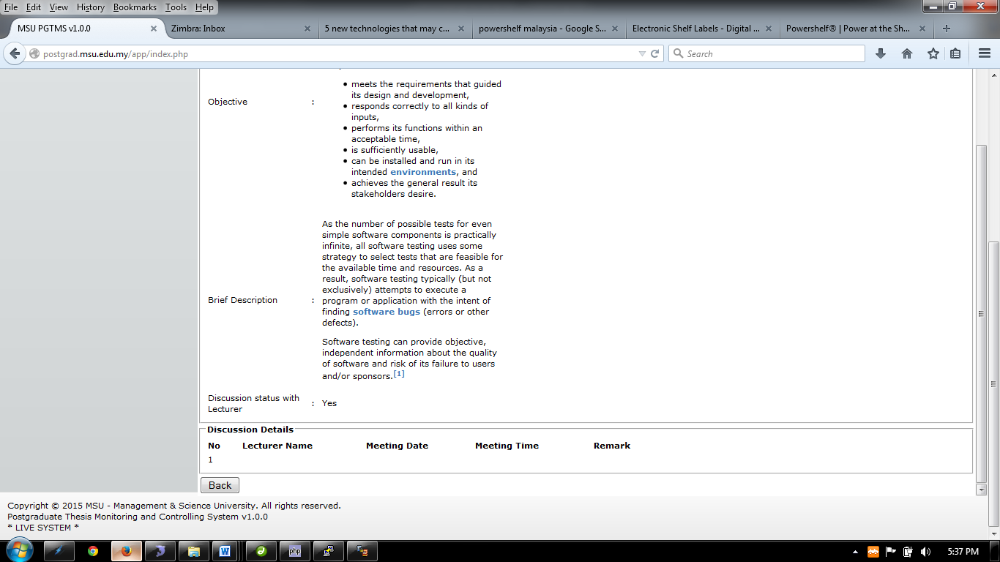 File Edit View History Bookmarks Tools Help
MSU PGTMS v1.0.0
Zimbra: Inbox
5 new technologies that may c...
powershelf malaysia - Google S...
Electronic Shelf Labels - Digital ...
Powershelf® | Power at the Sh...
postgrad.msu.edu.my/app/index.php
Search
Objective :
• meets the requirements that guided
its design and development,
• responds correctly to all kinds of
inputs,
• performs its functions within an
acceptable time,
• is sufficiently usable,
• can be installed and run in its
intended environments, and
• achieves the general result its
stakeholders desire.
Brief Description :
As the number of possible tests for even
simple software components is practically
infinite, all software testing uses some
strategy to select tests that are feasible for
the available time and resources. As a
result, software testing typically (but not
exclusively) attempts to execute a
program or application with the intent of
finding software bugs (errors or other
defects).
Software testing can provide objective,
independent information about the quality
of software and risk of its failure to users
and/or sponsors.[1]
Discussion status with
Lecturer : Yes
Discussion Details
No Lecturer Name Meeting Date Meeting Time Remark
1
Back
Copyright © 2015 MSU - Management & Science University. All rights reserved.
Postgraduate Thesis Monitoring and Controlling System v1.0.0
* LIVE SYSTEM *
php
5:37 PM